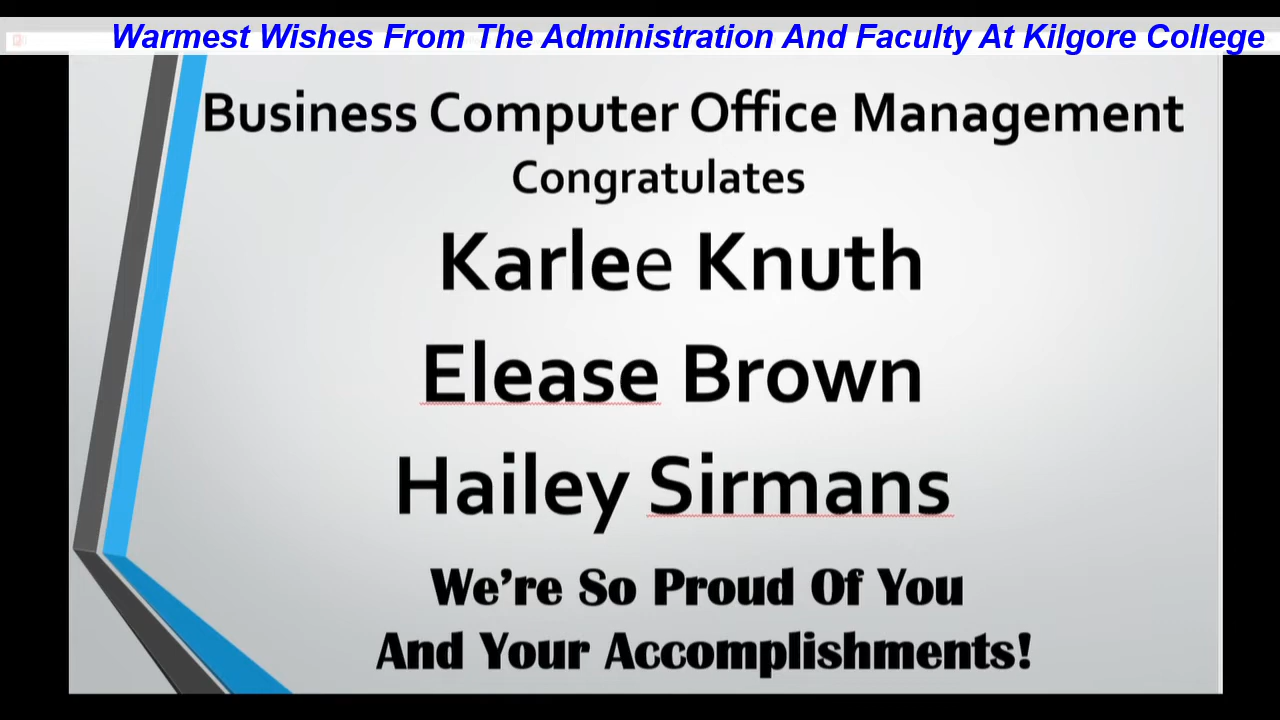 Warmest Wishes From The Administration And Faculty At Kilgore College
Business Computer Office Management
Congratulates
Karlee Knuth
Elease Brown
Hailey Sirmans
We're So Proud Of You
And Your Accomplishments!